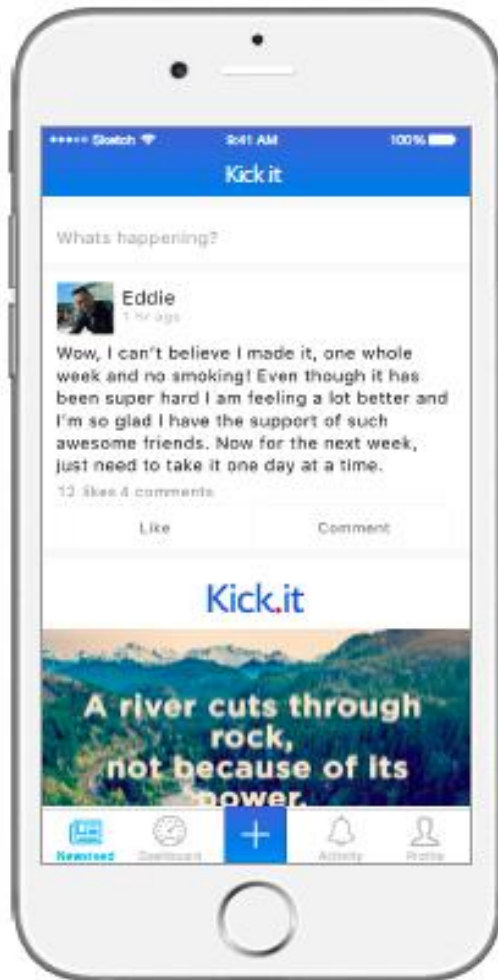 Sketch 9:41 AM 100%
Kick it
Whats happening?
Eddie
1 hr ago
Wow, I can't believe I made it, one whole
week and no smoking! Even though it has
been super hard I am feeling a lot better and
I'm so glad I have the support of such
awesome friends. Now for the next week,
just need to take it one day at a time.
12 likes 4 comments
Like Comment
Kick.it
A river cuts through
rock,
not because of its
power.
Newsfeed Dashboard + Activity Profile